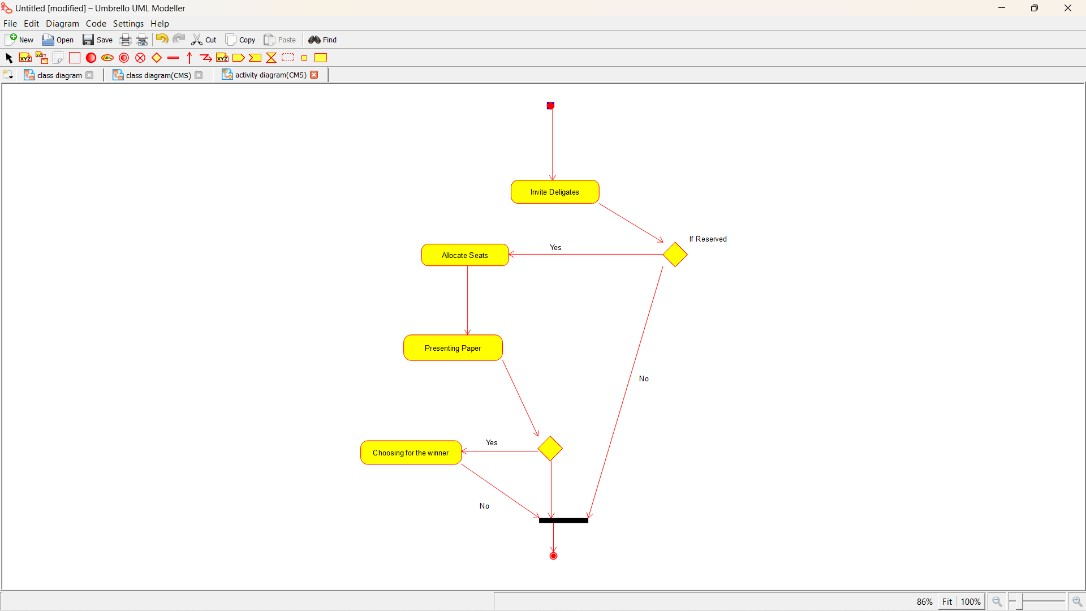 Untitled [modified] – Umbrello UML Modeller
File Edit Diagram Code Settings Help
New Open Save Cut Copy Paste Find
XYZ XYZ
class diagram class diagram(CMS) activity diagram(CMS)
Invite Deligates
If Reserved
Yes
Allocate Seats
Presenting Paper
No
Yes
Choosing for the winner
No
86% Fit 100%